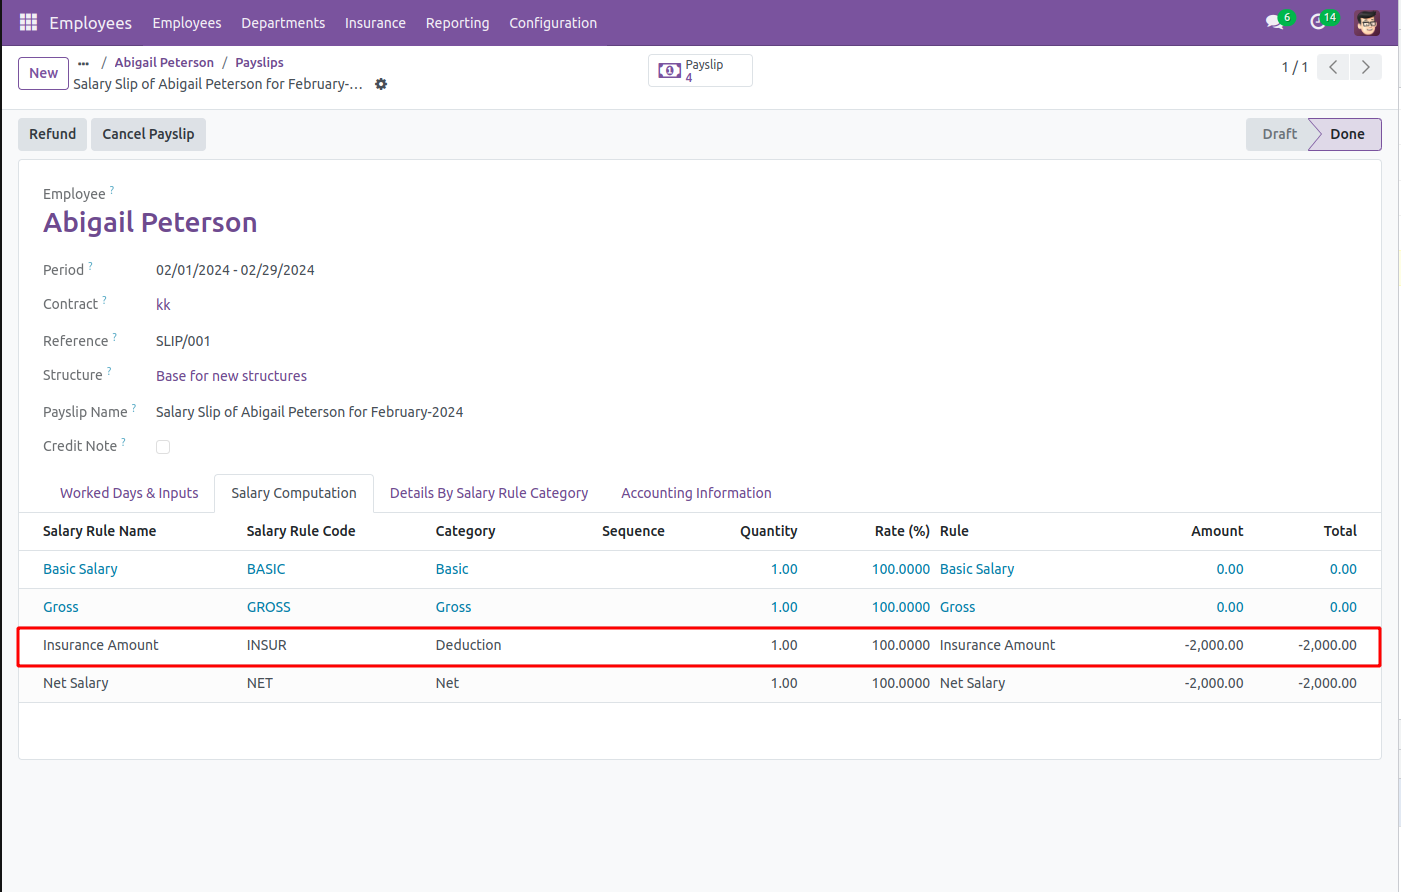 Employees Employees Departments Insurance Reporting Configuration 6 14
New ... / Abigail Peterson / Payslips
Salary Slip of Abigail Peterson for February-...
Payslip
4
1 / 1
Refund Cancel Payslip Draft Done
Employee ?
Abigail Peterson
Period ? 02/01/2024 - 02/29/2024
Contract ? kk
Reference ? SLIP/001
Structure ? Base for new structures
Payslip Name ? Salary Slip of Abigail Peterson for February-2024
Credit Note ?
Worked Days & Inputs Salary Computation Details By Salary Rule Category Accounting Information
Salary Rule Name Salary Rule Code Category Sequence Quantity Rate (%) Rule Amount Total
Basic Salary BASIC Basic 1.00 100.0000 Basic Salary 0.00 0.00
Gross GROSS Gross 1.00 100.0000 Gross 0.00 0.00
Insurance Amount INSUR Deduction 1.00 100.0000 Insurance Amount -2,000.00 -2,000.00
Net Salary NET Net 1.00 100.0000 Net Salary -2,000.00 -2,000.00